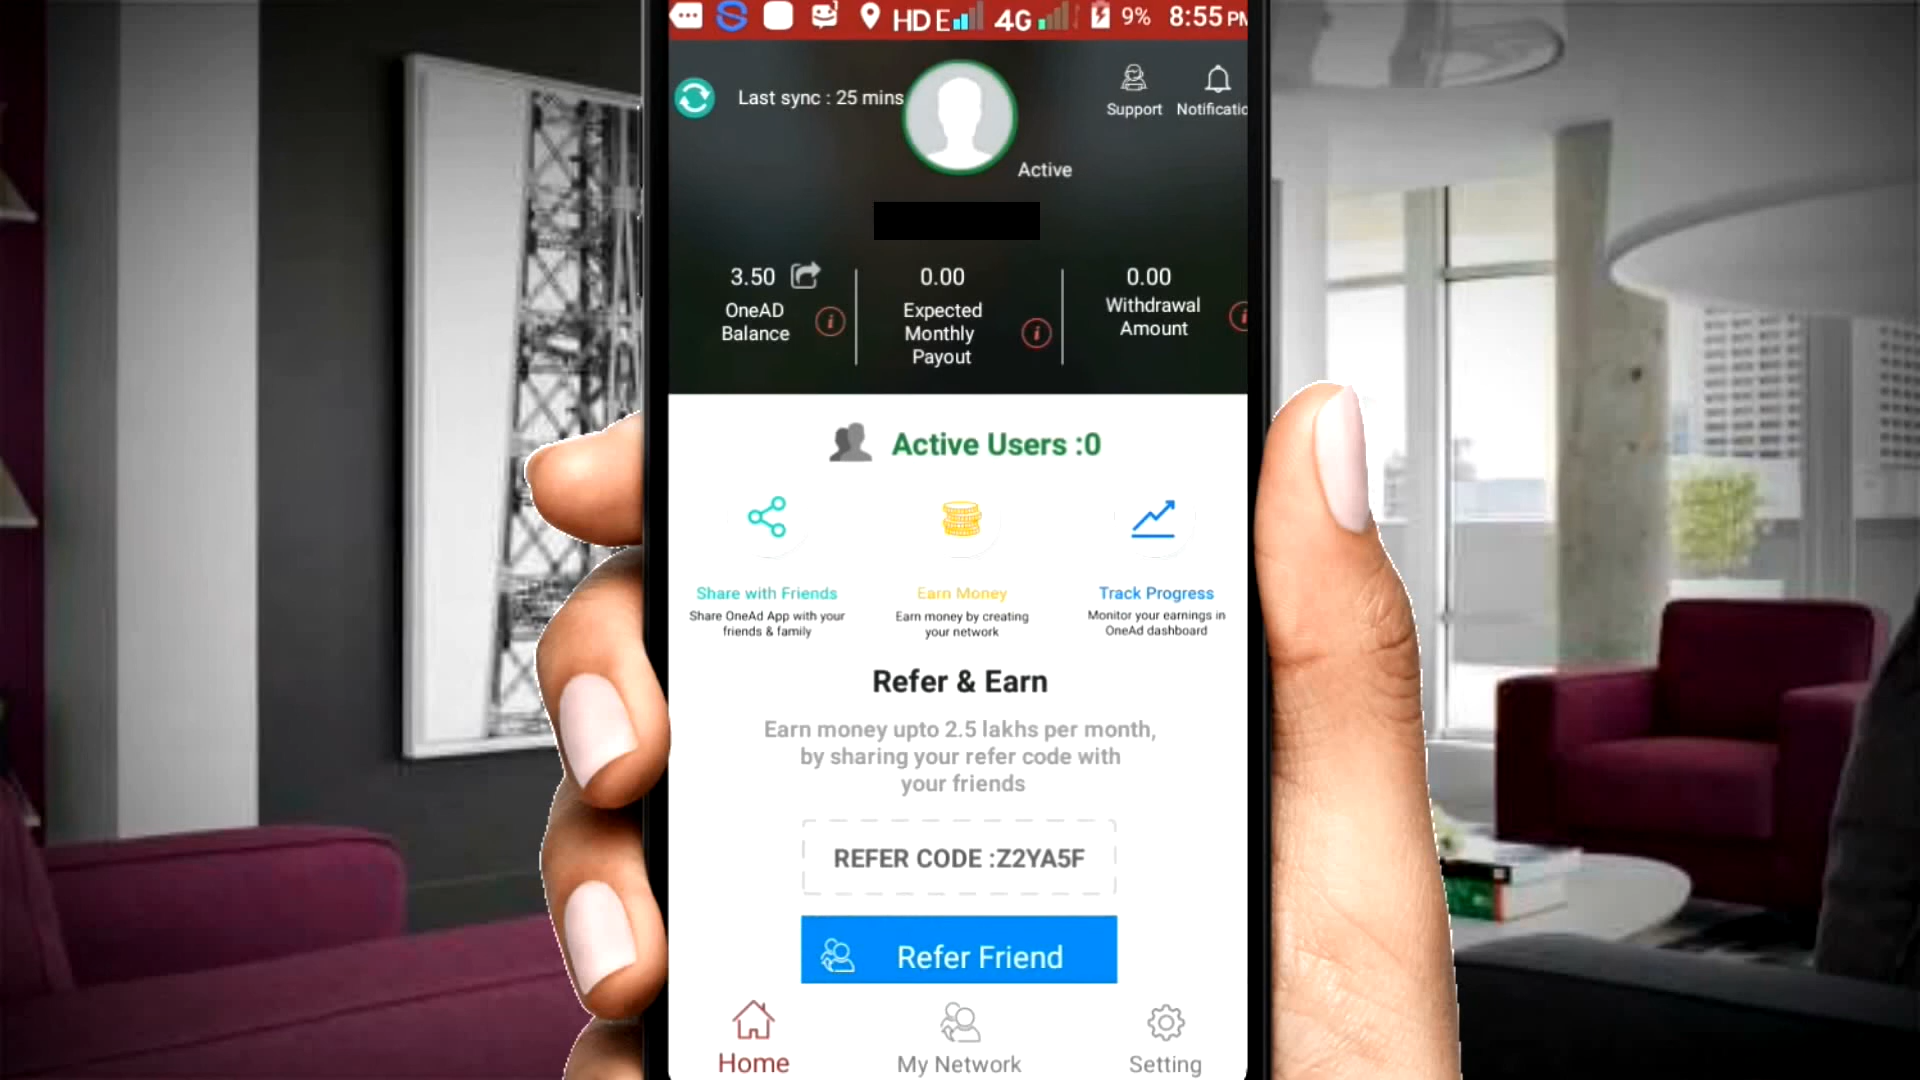 HD E 4G 9% 8:55 PM
Last sync : 25 mins
Support
Notificatio
Active
3.50
OneAD
Balance
0.00
Expected
Monthly
Payout
0.00
Withdrawal
Amount
Active Users :0
Share with Friends
Share OneAd App with your
friends & family
Earn Money
Earn money by creating
your network
Track Progress
Monitor your earnings in
OneAd dashboard
Refer & Earn
Earn money upto 2.5 lakhs per month,
by sharing your refer code with
your friends
REFER CODE :Z2YA5F
Refer Friend
Home
My Network
Setting